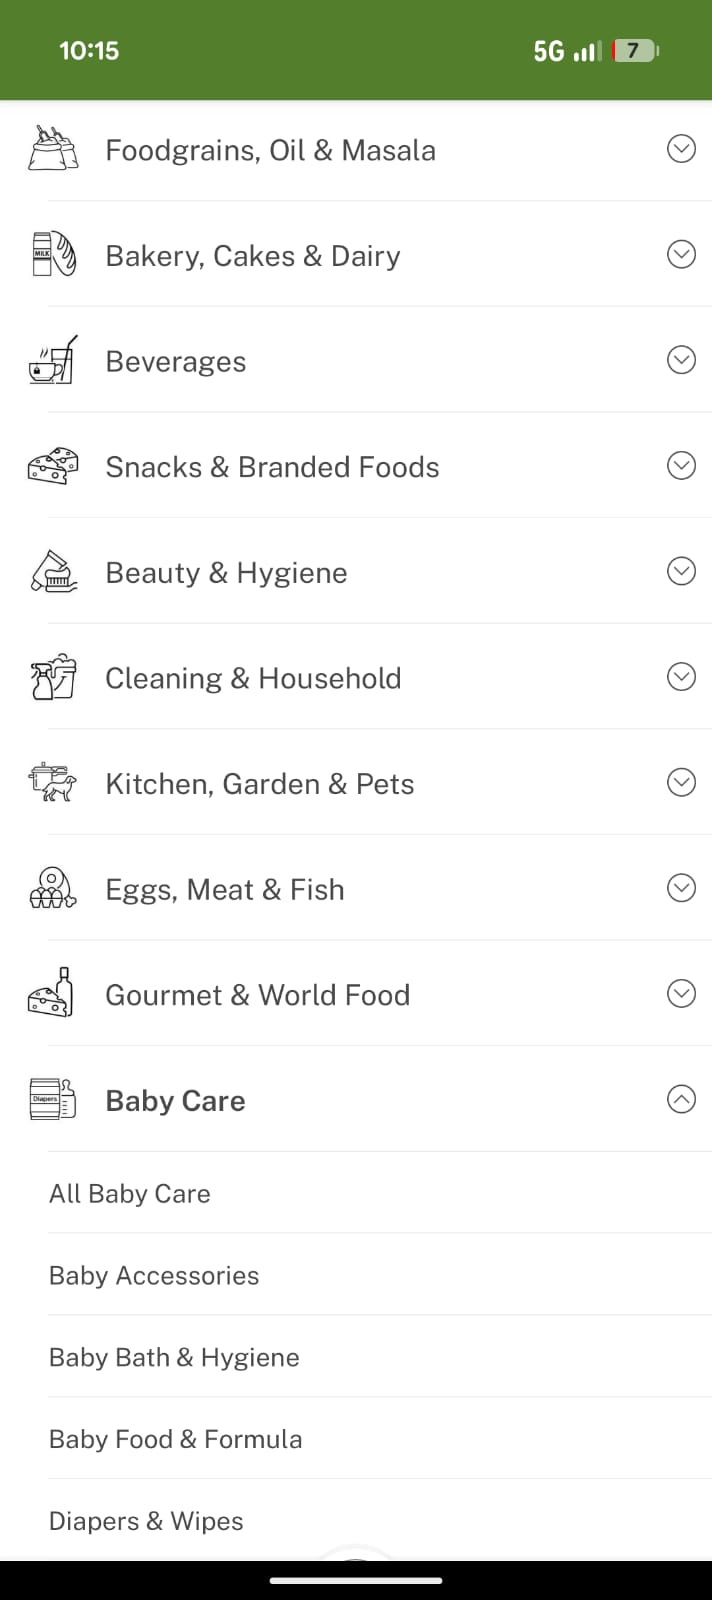 10:15
5G
7
Foodgrains, Oil & Masala
MILK
Bakery, Cakes & Dairy
Beverages
Snacks & Branded Foods
Beauty & Hygiene
Cleaning & Household
Kitchen, Garden & Pets
Eggs, Meat & Fish
Gourmet & World Food
Diapers
Baby Care
All Baby Care
Baby Accessories
Baby Bath & Hygiene
Baby Food & Formula
Diapers & Wipes